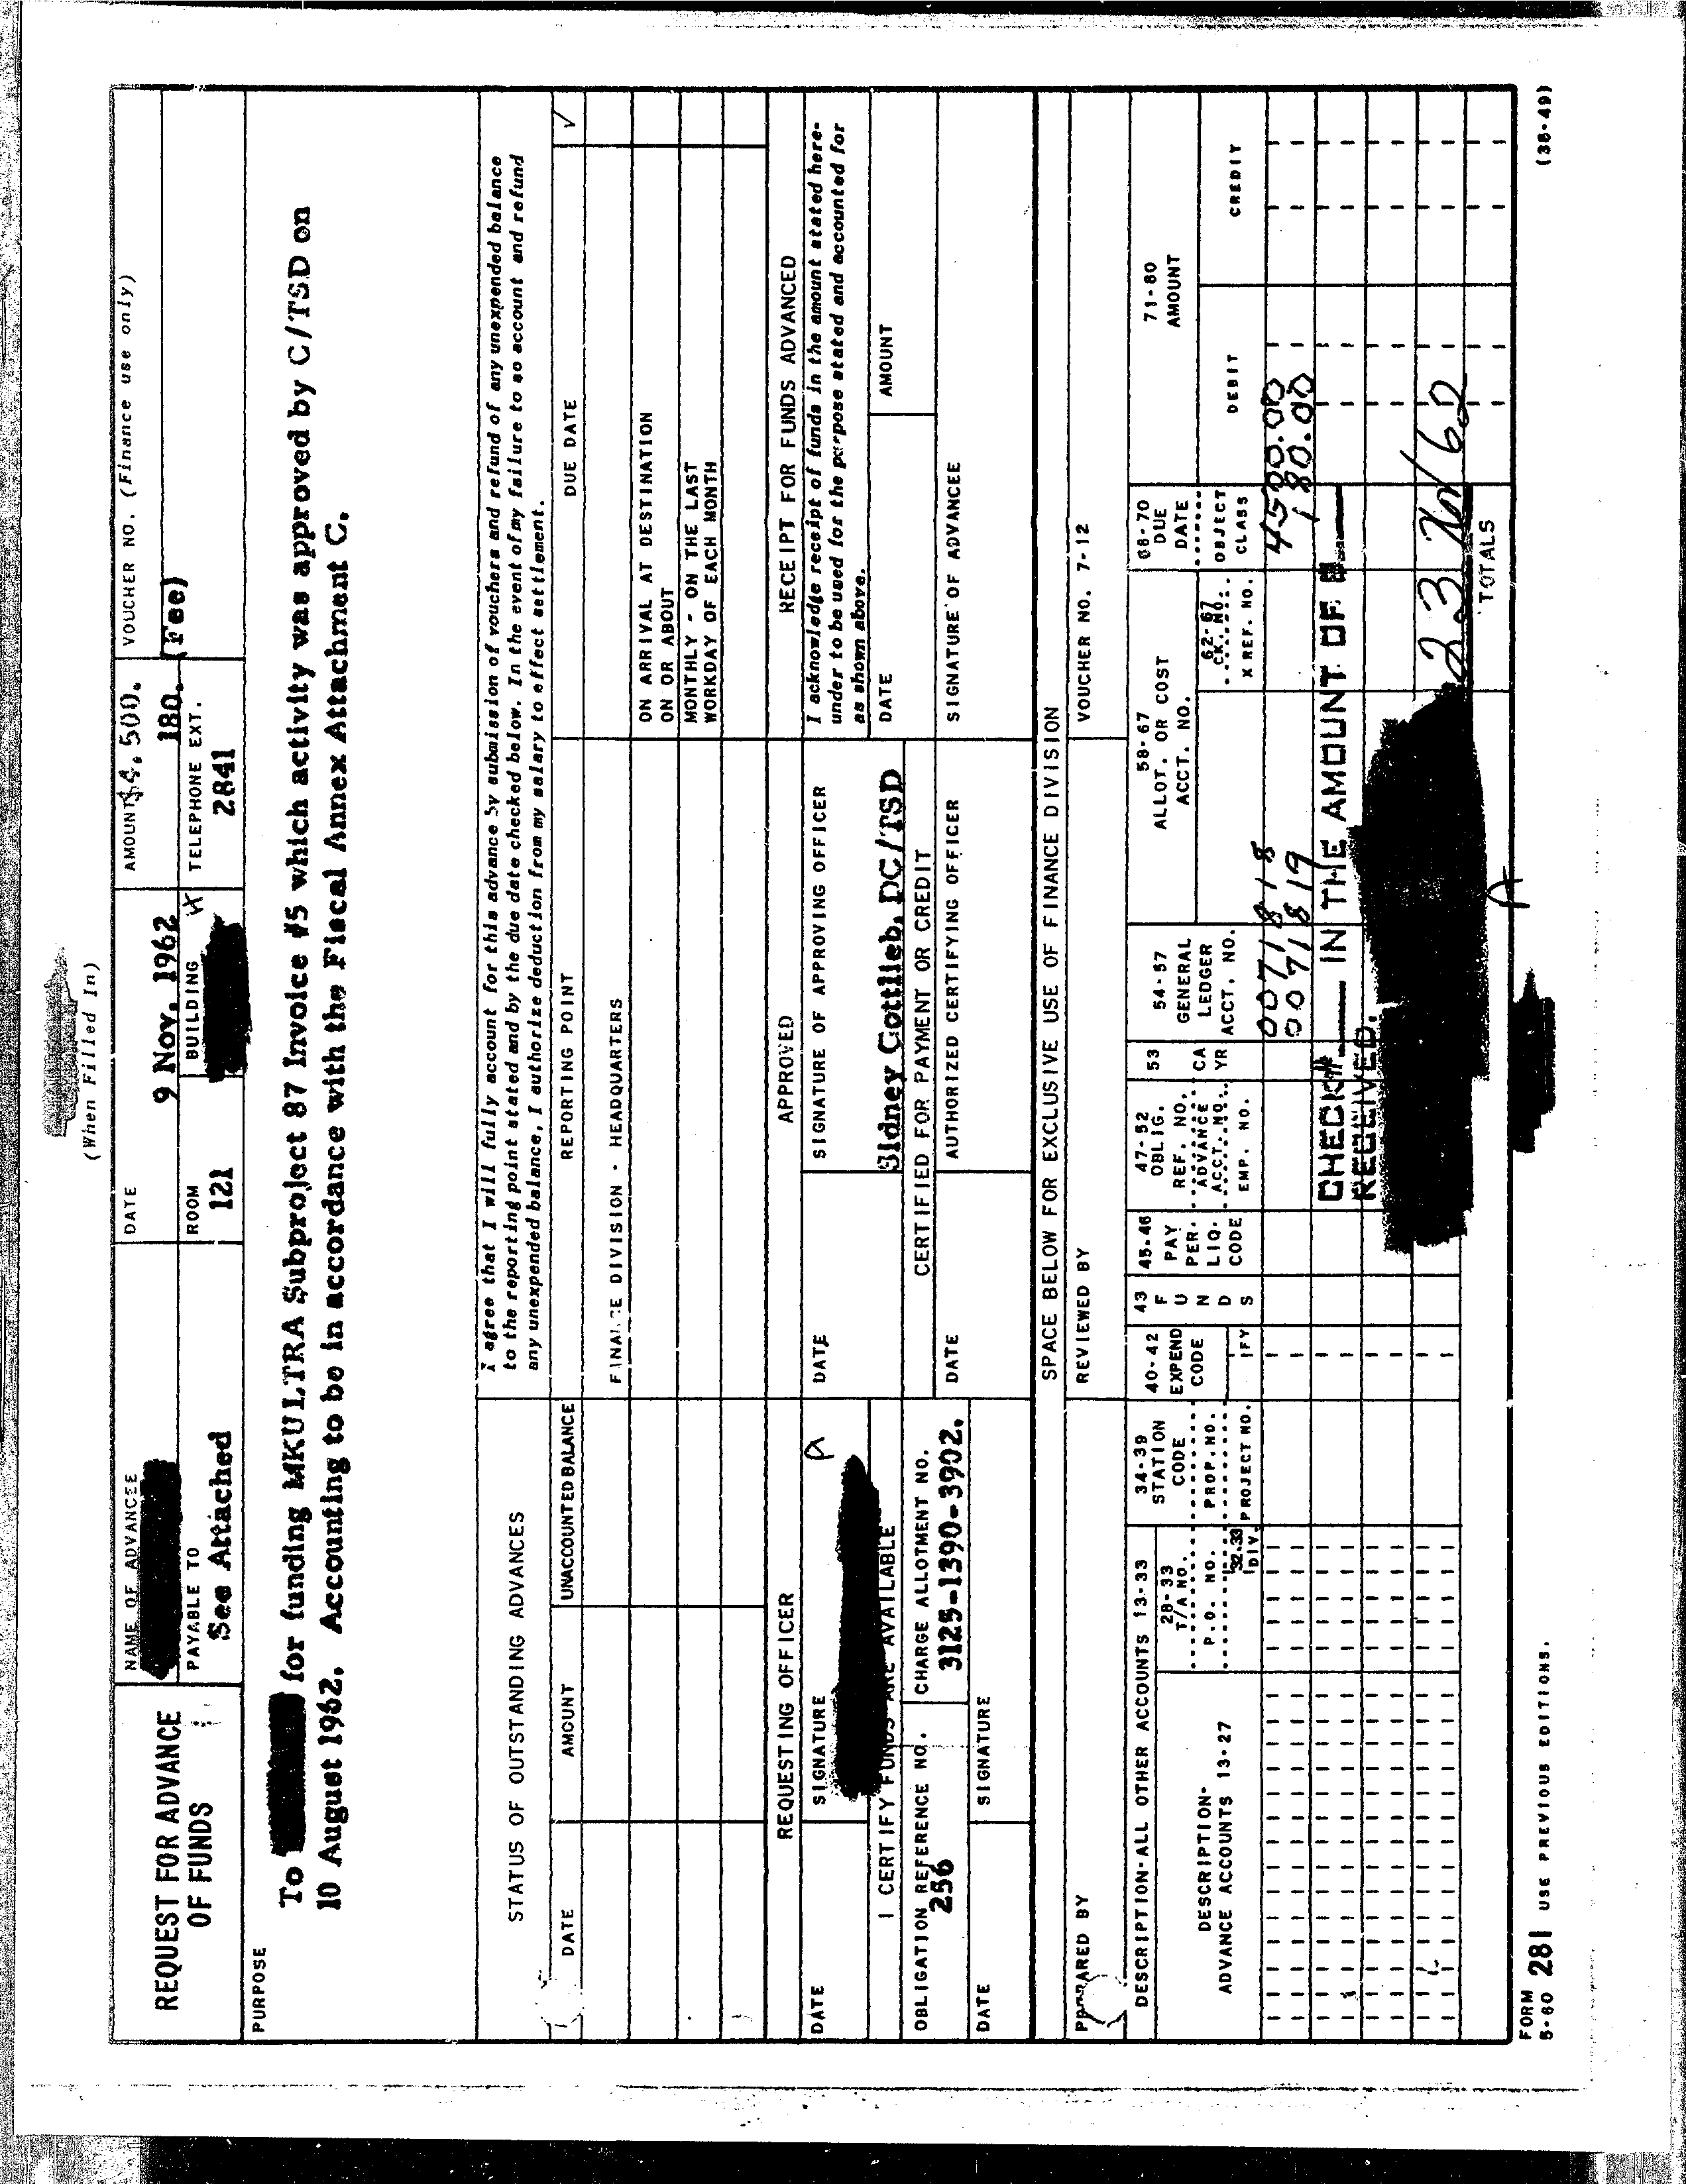 (When Filled In)
REQUEST FOR ADVANCE
OF FUNDS
NAME OF ADVANCEE
DATE
9 Nov. 1962
AMOUNT $4,500.
180. (Fee)
VOUCHER NO. (Finance use only)
PAYABLE TO
See Attached
ROOM
121
BUILDING
TELEPHONE EXT.
2841
PURPOSE
To for funding MKULTRA Subproject 87 Invoice #5 which activity was approved by C/TSD on
10 August 1962. Accounting to be in accordance with the Fiscal Annex Attachment C.
STATUS OF OUTSTANDING ADVANCES
I agree that I will fully account for this advance by submission of vouchers and refund of any unexpended balance
to the reporting point stated and by the due date checked below. In the event of my failure to so account and refund
any unexpended balance, I authorize deduction from my salary to effect settlement.
DATE AMOUNT UNACCOUNTED BALANCE REPORTING POINT DUE DATE ✓
FINANCE DIVISION - HEADQUARTERS
ON ARRIVAL AT DESTINATION
ON OR ABOUT
MONTHLY - ON THE LAST
WORKDAY OF EACH MONTH
REQUESTING OFFICER
APPROVED
RECEIPT FOR FUNDS ADVANCED
DATE
SIGNATURE
A
DATE
SIGNATURE OF APPROVING OFFICER
Sidney Gottlieb, DC/TSD
I acknowledge receipt of funds in the amount stated here-
under to be used for the purpose stated and accounted for
as shown above.
I CERTIFY FUNDS ARE AVAILABLE
CERTIFIED FOR PAYMENT OR CREDIT
DATE
AMOUNT
OBLIGATION REFERENCE NO.
256
CHARGE ALLOTMENT NO.
3125-1390-3902.
DATE
AUTHORIZED CERTIFYING OFFICER
SIGNATURE OF ADVANCEE
DATE
SIGNATURE
SPACE BELOW FOR EXCLUSIVE USE OF FINANCE DIVISION
PREPARED BY
REVIEWED BY
VOUCHER NO. 7-12
DESCRIPTION-ALL OTHER ACCOUNTS 13-33
DESCRIPTION-
ADVANCE ACCOUNTS 13-27
28-33
T/A NO.
P.O. NO.
32-33
DIV.
34-39
STATION
CODE
PROP. NO.
PROJECT NO.
40-42
EXPEND
CODE
IFY
43
F
U
N
D
S
45-46
PAY
PER.
LIQ.
CODE
47-52
OBLIG.
REF. NO.
ADVANCE
ACCT. NO.
EMP. NO.
53
CA
YR
54-57
GENERAL
LEDGER
ACCT. NO.
58-67
ALLOT. OR COST
ACCT. NO.
62-67
CK. NO.
X REF. NO.
68-70
DUE
DATE
OBJECT
CLASS
71-80
AMOUNT
DEBIT
CREDIT
4500.00
180.00
CHECK# IN THE AMOUNT OF
RECEIVED.
23 Nov 62
TOTALS
A
FORM
5-60 281 USE PREVIOUS EDITIONS.
(38-49)